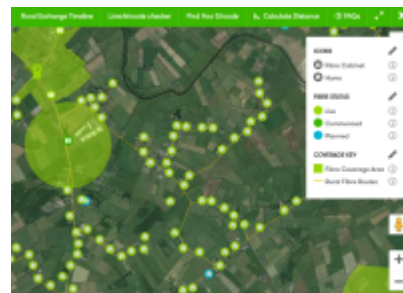 Rural Exchange Timeline
Linecheck checker
Find Your Eircode
Calculate Distance
FAQs
ICONS
Fibre Cabinet
Home
FIBRE STATUS
Live
Commenced
Planned
COVERAGE KEY
Fibre Coverage Area
Rural Fibre Routes